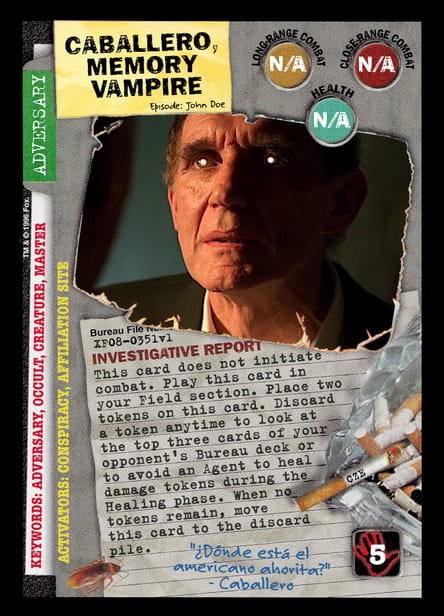 CABALLERO,
MEMORY
VAMPIRE
Episode: John Doe
LONG-RANGE COMBAT
N/A
CLOSE-RANGE COMBAT
N/A
HEALTH
N/A
ADVERSARY
TM & © 1996 Fox.
KEYWORDS: ADVERSARY, OCCULT, CREATURE, MASTER
ACTIVATORS: CONSPIRACY, AFFILIATION SITE
Bureau File
XF08-0351v1
INVESTIGATIVE REPORT
This card does not initiate
combat. Play this card in
your Field section. Place two
tokens on this card. Discard
a token anytime to look at
the top three cards of your
opponent's Bureau deck or
to avoid an Agent to heal
damage tokens during the
Healing phase. When no
tokens remain, move
this card to the discard
pile.
"¿Dónde está el
americano ahorita?"
- Caballero
CZE
5